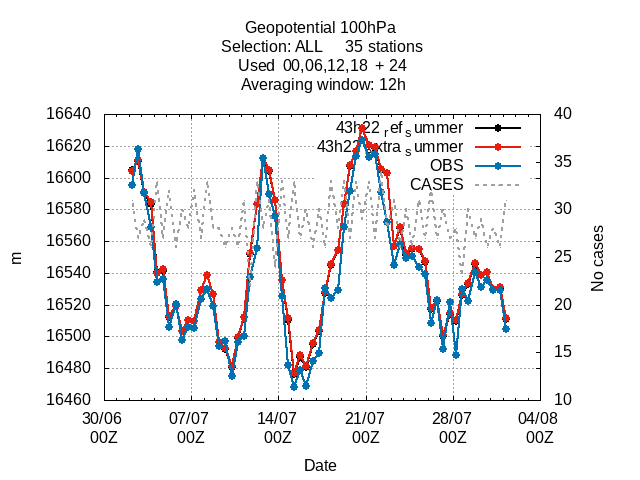 Geopotential 100hPa
Selection: ALL 35 stations
Used 00,06,12,18 + 24
Averaging window: 12h
43h22_ref_summer
43h22_extra_summer
OBS
CASES
16640
16620
16600
16580
16560
16540
16520
16500
16480
16460
40
35
30
25
20
15
10
m
No cases
30/06 07/07 14/07 21/07 28/07 04/08
00Z 00Z 00Z 00Z 00Z 00Z
Date